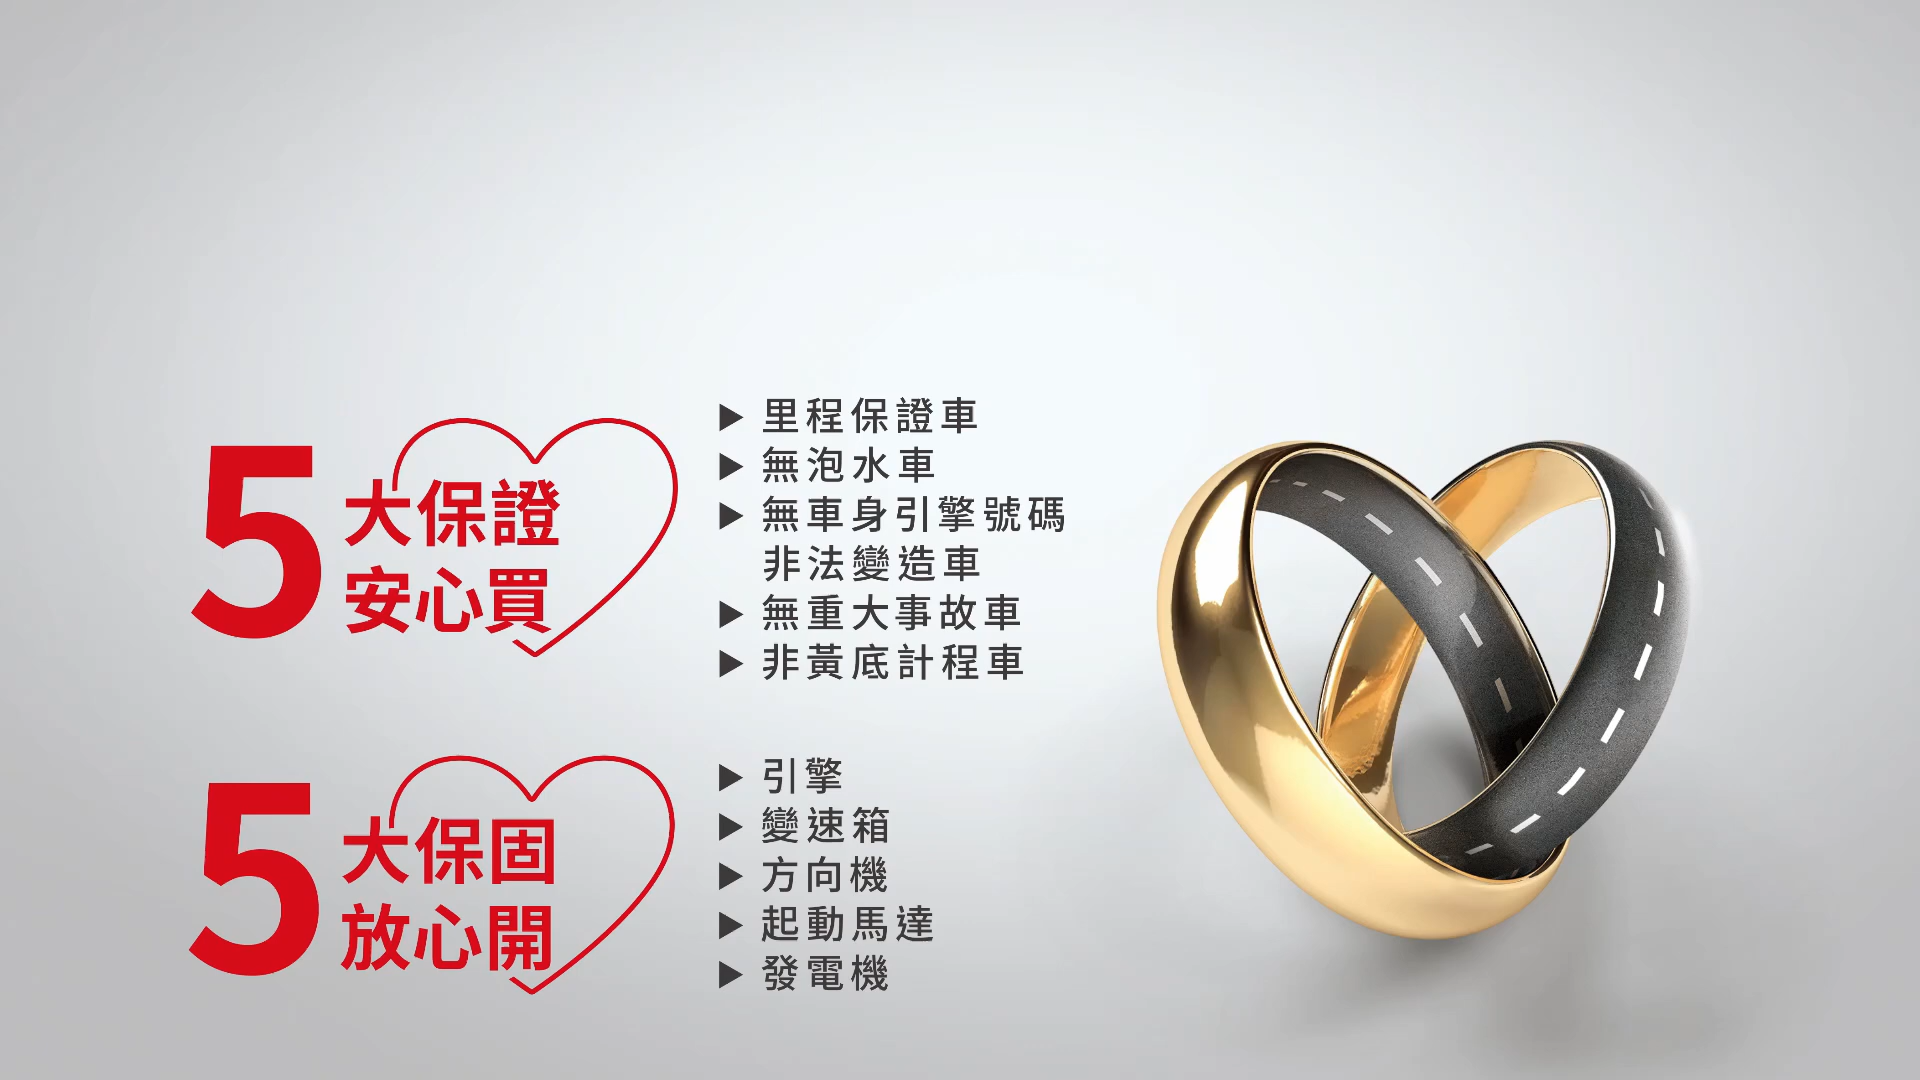 5大保證
安心買
▶ 里程保證車
▶ 無泡水車
▶ 無車身引擎號碼
非法變造車
▶ 無重大事故車
▶ 非黃底計程車
5大保固
放心開
▶ 引擎
▶ 變速箱
▶ 方向機
▶ 起動馬達
▶ 發電機